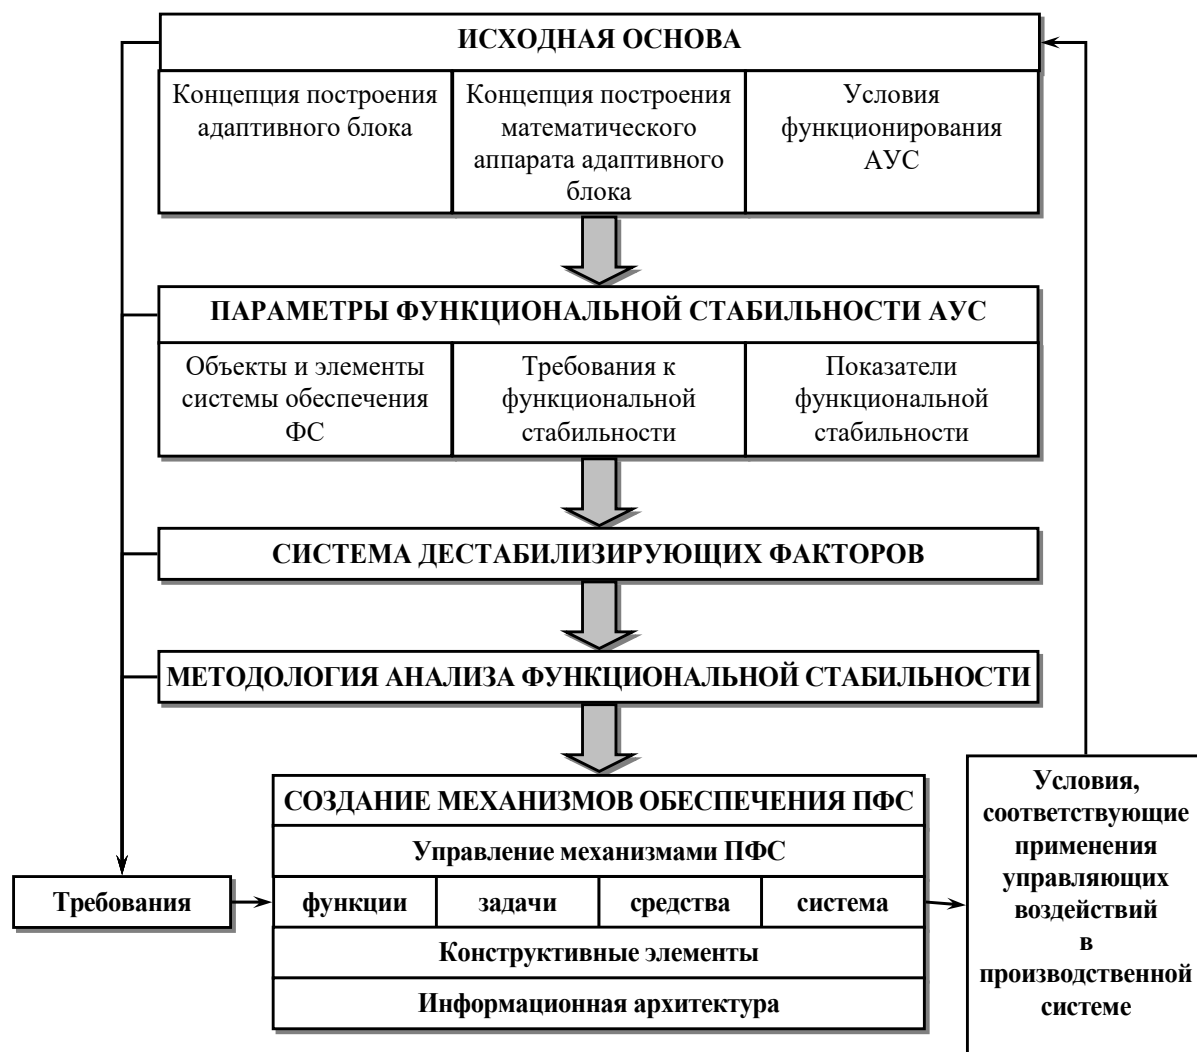 ИСХОДНАЯ ОСНОВА
Концепция построения
адаптивного блока
Концепция построения
математического
аппарата адаптивного
блока
Условия
функционирования
АУС
ПАРАМЕТРЫ ФУНКЦИОНАЛЬНОЙ СТАБИЛЬНОСТИ АУС
Объекты и элементы
системы обеспечения
ФС
Требования к
функциональной
стабильности
Показатели
функциональной
стабильности
СИСТЕМА ДЕСТАБИЛИЗИРУЮЩИХ ФАКТОРОВ
МЕТОДОЛОГИЯ АНАЛИЗА ФУНКЦИОНАЛЬНОЙ СТАБИЛЬНОСТИ
СОЗДАНИЕ МЕХАНИЗМОВ ОБЕСПЕЧЕНИЯ ПФС
Управление механизмами ПФС
Требования
функции
задачи
средства
система
Конструктивные элементы
Информационная архитектура
Условия,
соответствующие
применения
управляющих
воздействий
в
производственной
системе